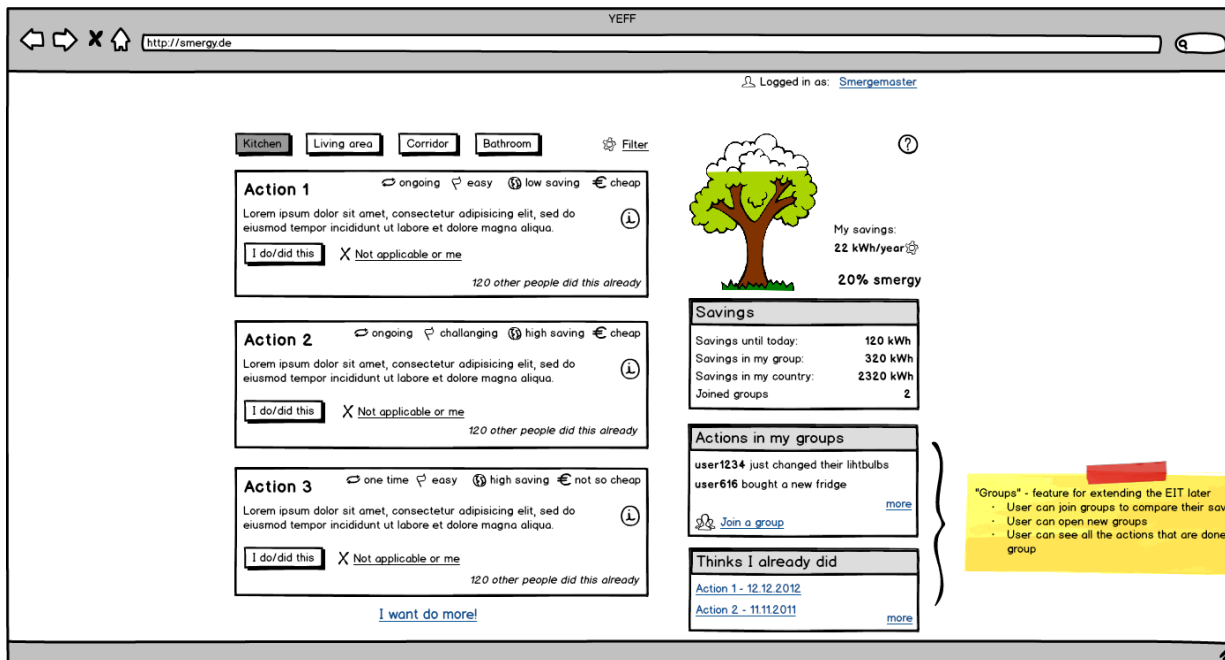 YEFF
http://smergy.de
Logged in as: Smergemaster
Kitchen Living area Corridor Bathroom Filter
Action 1 ongoing easy low saving cheap
Lorem ipsum dolor sit amet, consectetur adipisicing elit, sed do
eiusmod tempor incididunt ut labore et dolore magna aliqua.
I do/did this X Not applicable or me
120 other people did this already
Action 2 ongoing challanging high saving cheap
Lorem ipsum dolor sit amet, consectetur adipisicing elit, sed do
eiusmod tempor incididunt ut labore et dolore magna aliqua.
I do/did this X Not applicable or me
120 other people did this already
Action 3 one time easy high saving not so cheap
Lorem ipsum dolor sit amet, consectetur adipisicing elit, sed do
eiusmod tempor incididunt ut labore et dolore magna aliqua.
I do/did this X Not applicable or me
120 other people did this already
I want do more!
?
My savings:
22 kWh/year
20% smergy
Savings
Savings until today: 120 kWh
Savings in my group: 320 kWh
Savings in my country: 2320 kWh
Joined groups 2
Actions in my groups
user1234 just changed their lihtbulbs
user616 bought a new fridge
more
Join a group
Thinks I already did
Action 1 - 12.12.2012
Action 2 - 11.11.2011
more
"Groups" - feature for extending the EIT later
· User can join groups to compare their sav
· User can open new groups
· User can see all the actions that are done
group